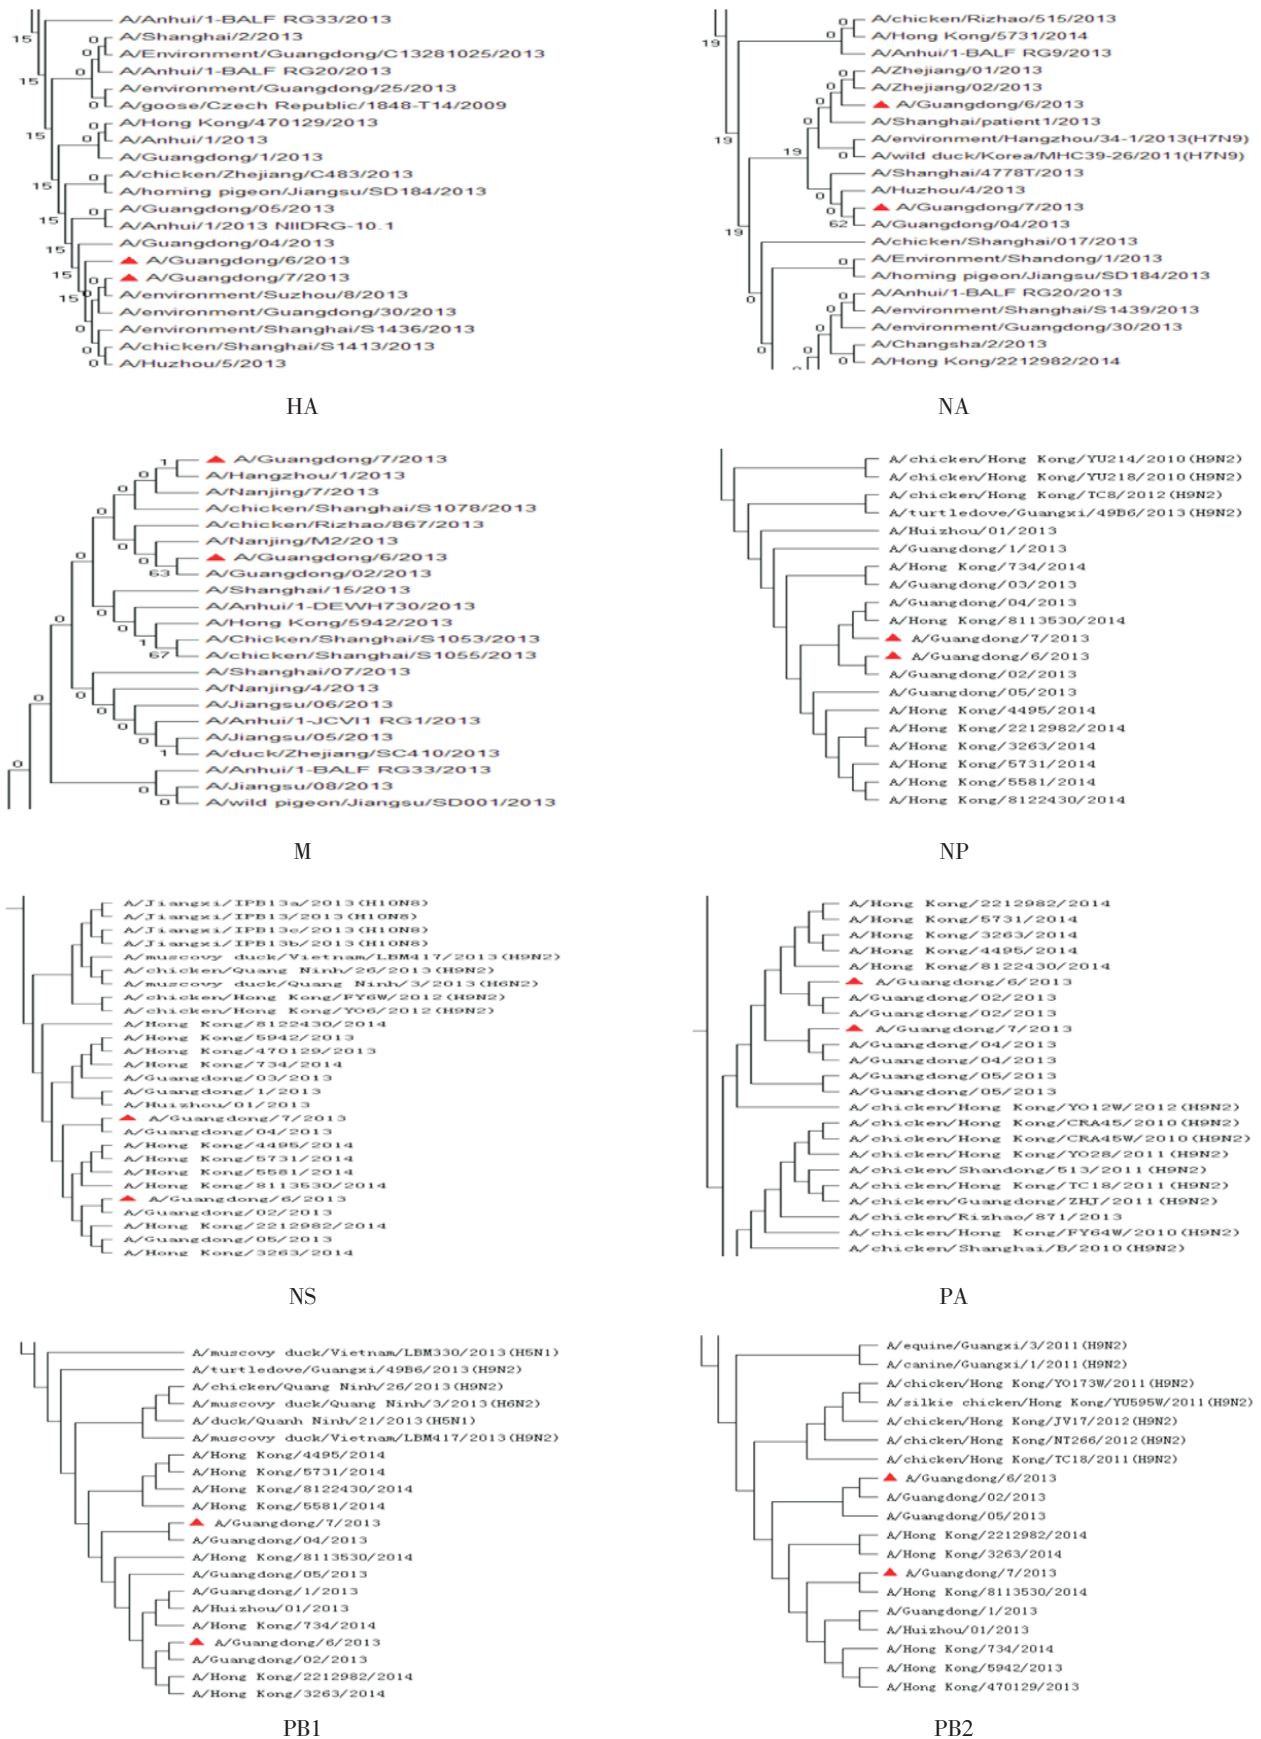 A/Anhui/1-BALF RG33/2013
A/Shanghai/2/2013
A/Environment/Guangdong/C13281025/2013
A/Anhui/1-BALF RG20/2013
A/environment/Guangdong/25/2013
A/goose/Czech Republic/1848-T14/2009
A/Hong Kong/470129/2013
A/Anhui/1/2013
A/Guangdong/1/2013
A/chicken/Zhejiang/C483/2013
A/homing pigeon/Jiangsu/SD184/2013
A/Guangdong/05/2013
A/Anhui/1/2013 NIIDRG-10.1
A/Guangdong/04/2013
A/Guangdong/6/2013
A/Guangdong/7/2013
A/environment/Suzhou/8/2013
A/environment/Guangdong/30/2013
A/environment/Shanghai/S1436/2013
A/chicken/Shanghai/S1413/2013
A/Huzhou/5/2013
HA
A/chicken/Rizhao/515/2013
A/Hong Kong/5731/2014
A/Anhui/1-BALF RG9/2013
A/Zhejiang/01/2013
A/Zhejiang/02/2013
A/Guangdong/6/2013
A/Shanghai/patient1/2013
A/environment/Hangzhou/34-1/2013(H7N9)
A/wild duck/Korea/MHC39-26/2011(H7N9)
A/Shanghai/4778T/2013
A/Huzhou/4/2013
A/Guangdong/7/2013
A/Guangdong/04/2013
A/chicken/Shanghai/017/2013
A/Environment/Shandong/1/2013
A/homing pigeon/Jiangsu/SD184/2013
A/Anhui/1-BALF RG20/2013
A/environment/Shanghai/S1439/2013
A/environment/Guangdong/30/2013
A/Changsha/2/2013
A/Hong Kong/2212982/2014
NA
A/Guangdong/7/2013
A/Hangzhou/1/2013
A/Nanjing/7/2013
A/chicken/Shanghai/S1078/2013
A/chicken/Rizhao/867/2013
A/Nanjing/M2/2013
A/Guangdong/6/2013
A/Guangdong/02/2013
A/Shanghai/15/2013
A/Anhui/1-DEWH730/2013
A/Hong Kong/5942/2013
A/Chicken/Shanghai/S1053/2013
A/chicken/Shanghai/S1055/2013
A/Shanghai/07/2013
A/Nanjing/4/2013
A/Jiangsu/06/2013
A/Anhui/1-JCVI1 RG1/2013
A/Jiangsu/05/2013
A/duck/Zhejiang/SC410/2013
A/Anhui/1-BALF RG33/2013
A/Jiangsu/08/2013
A/wild pigeon/Jiangsu/SD001/2013
M
A/chicken/Hong Kong/YU214/2010(H9N2)
A/chicken/Hong Kong/YU218/2010(H9N2)
A/chicken/Hong Kong/TC8/2012(H9N2)
A/turtledove/Guangxi/49B6/2013(H9N2)
A/Huizhou/01/2013
A/Guangdong/1/2013
A/Hong Kong/734/2014
A/Guangdong/03/2013
A/Guangdong/04/2013
A/Hong Kong/8113530/2014
A/Guangdong/7/2013
A/Guangdong/6/2013
A/Guangdong/02/2013
A/Guangdong/05/2013
A/Hong Kong/4495/2014
A/Hong Kong/2212982/2014
A/Hong Kong/3263/2014
A/Hong Kong/5731/2014
A/Hong Kong/5581/2014
A/Hong Kong/8122430/2014
NP
A/Jiangxi/IPB13a/2013(H10N8)
A/Jiangxi/IPB13/2013(H10N8)
A/Jiangxi/IPB13c/2013(H10N8)
A/Jiangxi/IPB13b/2013(H10N8)
A/muscovy duck/Vietnam/LBM417/2013(H9N2)
A/chicken/Quang Ninh/26/2013(H9N2)
A/muscovy duck/Quang Ninh/3/2013(H6N2)
A/chicken/Hong Kong/FY6W/2012(H9N2)
A/chicken/Hong Kong/YO6/2012(H9N2)
A/Hong Kong/8122430/2014
A/Hong Kong/5942/2013
A/Hong Kong/470129/2013
A/Hong Kong/734/2014
A/Guangdong/03/2013
A/Guangdong/1/2013
A/Huizhou/01/2013
A/Guangdong/7/2013
A/Guangdong/04/2013
A/Hong Kong/4495/2014
A/Hong Kong/5731/2014
A/Hong Kong/5581/2014
A/Hong Kong/8113530/2014
A/Guangdong/6/2013
A/Guangdong/02/2013
A/Hong Kong/2212982/2014
A/Guangdong/05/2013
A/Hong Kong/3263/2014
NS
A/Hong Kong/2212982/2014
A/Hong Kong/5731/2014
A/Hong Kong/3263/2014
A/Hong Kong/4495/2014
A/Hong Kong/8122430/2014
A/Guangdong/6/2013
A/Guangdong/02/2013
A/Guangdong/02/2013
A/Guangdong/7/2013
A/Guangdong/04/2013
A/Guangdong/04/2013
A/Guangdong/05/2013
A/Guangdong/05/2013
A/chicken/Hong Kong/YO12W/2012(H9N2)
A/chicken/Hong Kong/CRA45/2010(H9N2)
A/chicken/Hong Kong/CRA45W/2010(H9N2)
A/chicken/Hong Kong/YO28/2011(H9N2)
A/chicken/Shandong/513/2011(H9N2)
A/chicken/Hong Kong/TC18/2011(H9N2)
A/chicken/Guangdong/ZHJ/2011(H9N2)
A/chicken/Rizhao/871/2013
A/chicken/Hong Kong/FY64W/2010(H9N2)
A/chicken/Shanghai/B/2010(H9N2)
PA
A/muscovy duck/Vietnam/LBM330/2013(H5N1)
A/turtledove/Guangxi/49B6/2013(H9N2)
A/chicken/Quang Ninh/26/2013(H9N2)
A/muscovy duck/Quang Ninh/3/2013(H6N2)
A/duck/Quanh Ninh/21/2013(H5N1)
A/muscovy duck/Vietnam/LBM417/2013(H9N2)
A/Hong Kong/4495/2014
A/Hong Kong/5731/2014
A/Hong Kong/8122430/2014
A/Hong Kong/5581/2014
A/Guangdong/7/2013
A/Guangdong/04/2013
A/Hong Kong/8113530/2014
A/Guangdong/05/2013
A/Guangdong/1/2013
A/Huizhou/01/2013
A/Hong Kong/734/2014
A/Guangdong/6/2013
A/Guangdong/02/2013
A/Hong Kong/2212982/2014
A/Hong Kong/3263/2014
PB1
A/equine/Guangxi/3/2011(H9N2)
A/canine/Guangxi/1/2011(H9N2)
A/chicken/Hong Kong/YO173W/2011(H9N2)
A/silkie chicken/Hong Kong/YU595W/2011(H9N2)
A/chicken/Hong Kong/JV17/2012(H9N2)
A/chicken/Hong Kong/NT266/2012(H9N2)
A/chicken/Hong Kong/TC18/2011(H9N2)
A/Guangdong/6/2013
A/Guangdong/02/2013
A/Guangdong/05/2013
A/Hong Kong/2212982/2014
A/Hong Kong/3263/2014
A/Guangdong/7/2013
A/Hong Kong/8113530/2014
A/Guangdong/1/2013
A/Huizhou/01/2013
A/Hong Kong/734/2014
A/Hong Kong/5942/2013
A/Hong Kong/470129/2013
PB2